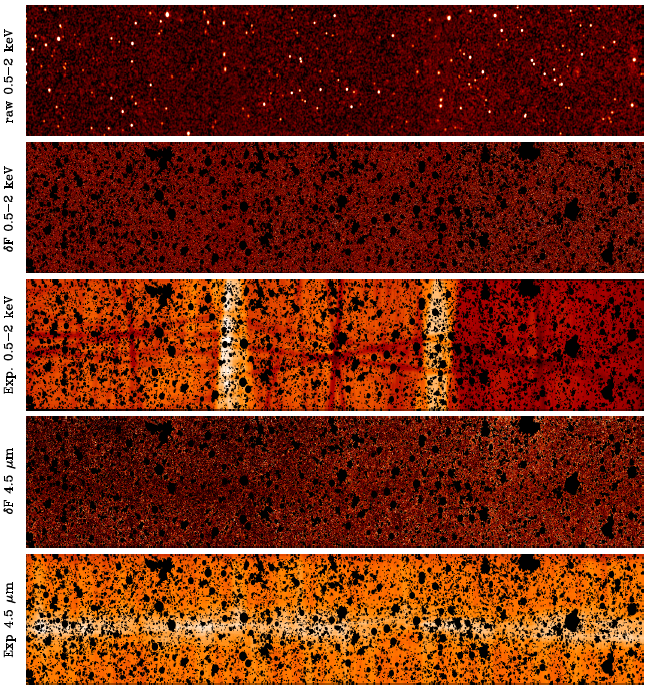 raw 0.5−2 keV
δF 0.5−2 keV
Exp. 0.5−2 keV
δF 4.5 μm
Exp 4.5 μm